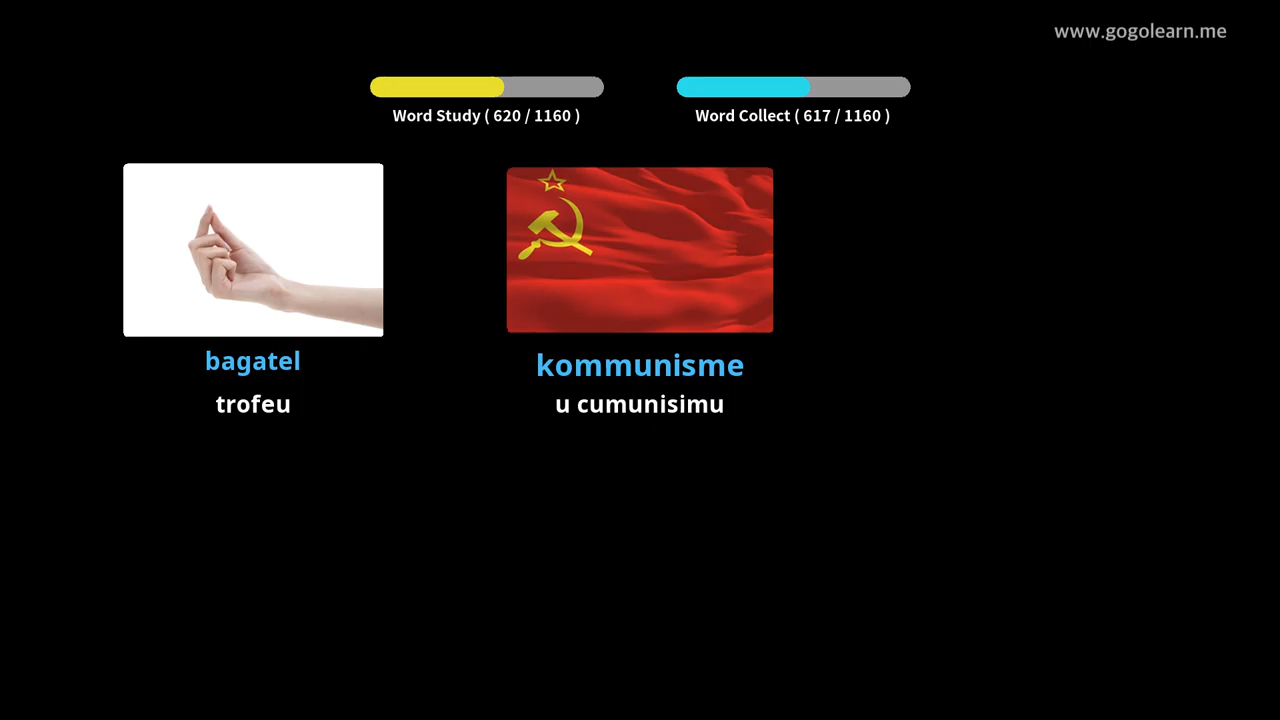 www.gogolearn.me
Word Study ( 620 / 1160 )
Word Collect ( 617 / 1160 )
bagatel
trofeu
kommunisme
u cumunisimu